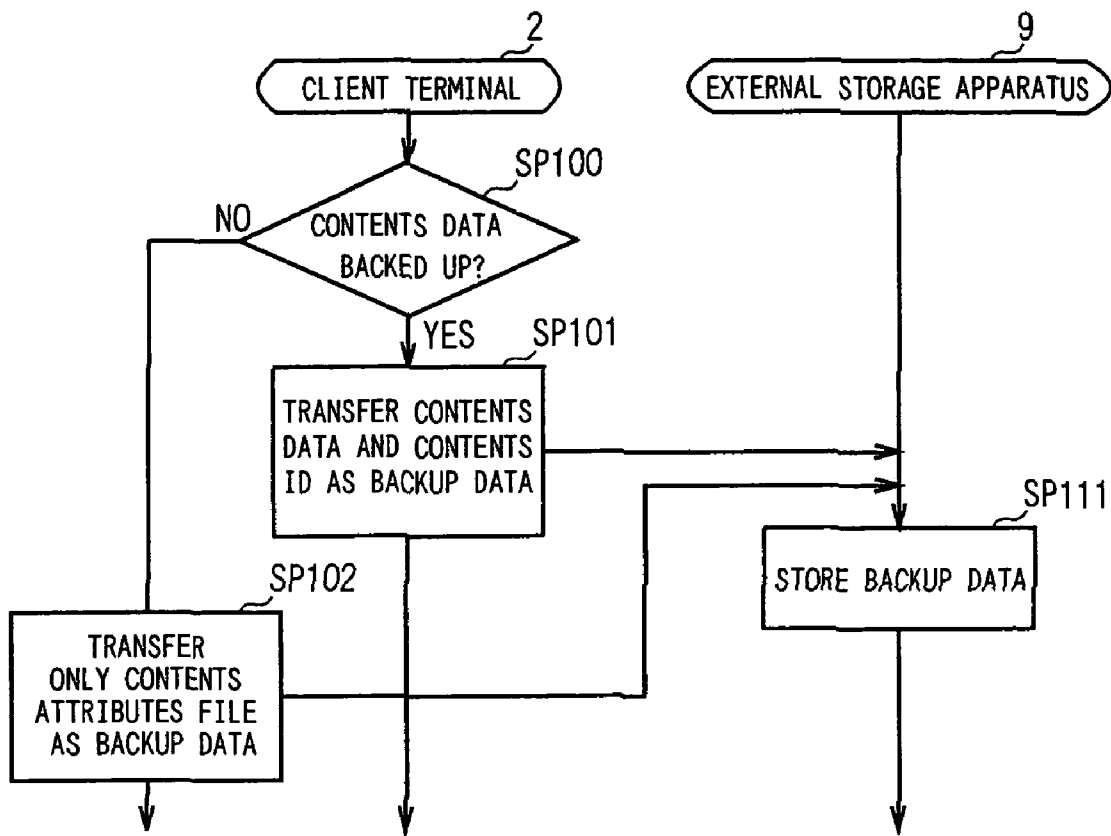 2
9
CLIENT TERMINAL
EXTERNAL STORAGE APPARATUS
SP100
NO
CONTENTS DATA
BACKED UP?
YES
SP101
TRANSFER CONTENTS
DATA AND CONTENTS
ID AS BACKUP DATA
SP111
STORE BACKUP DATA
SP102
TRANSFER
ONLY CONTENTS
ATTRIBUTES FILE
AS BACKUP DATA